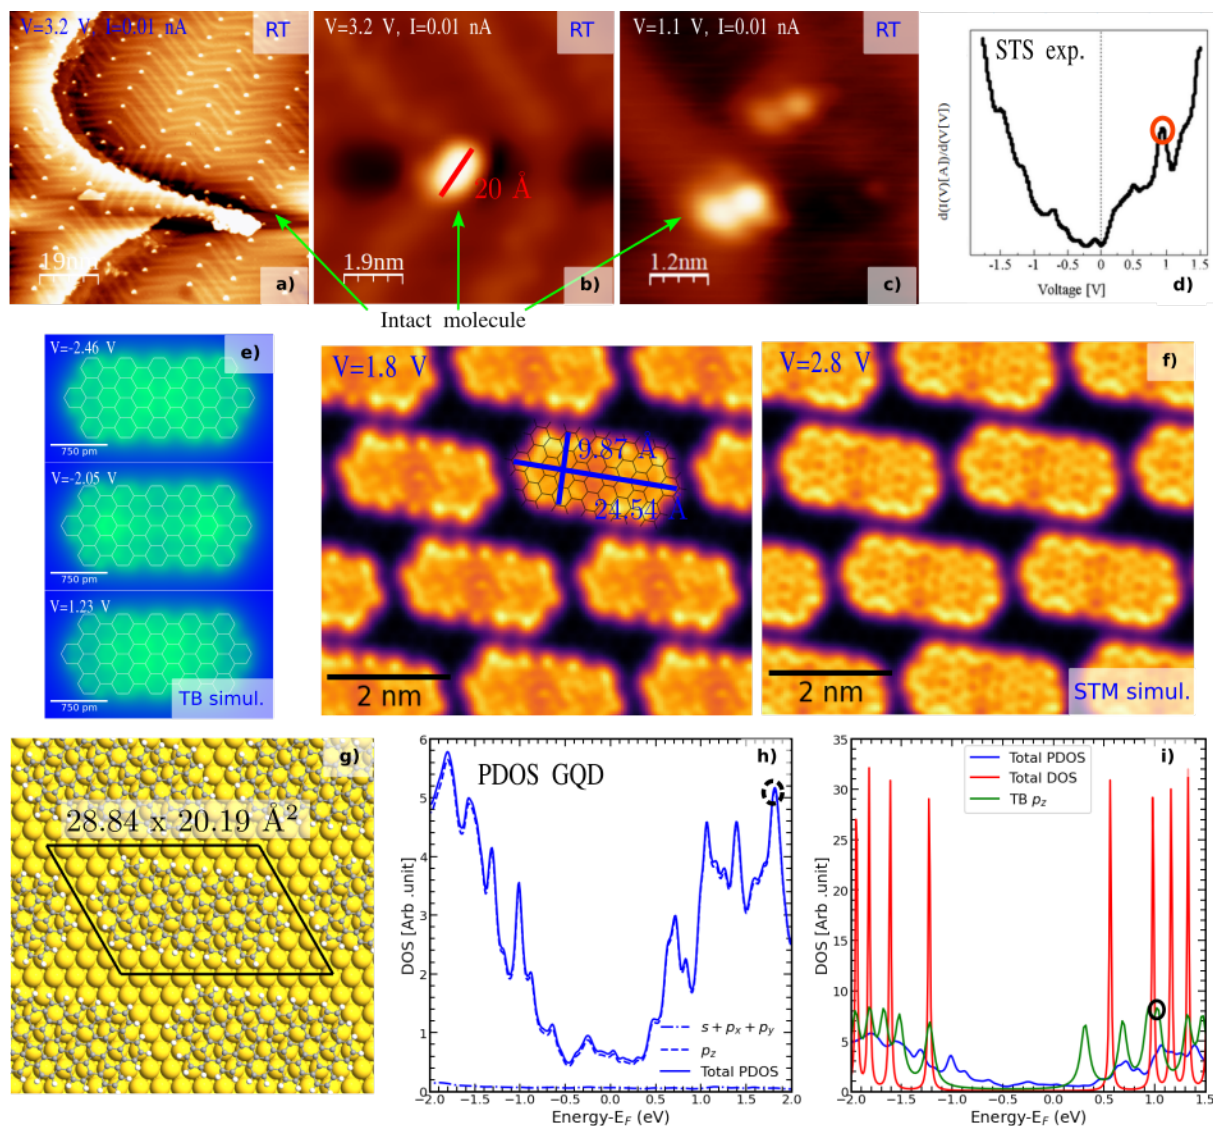 V=3.2 V, I=0.01 nA
RT
19nm
a)
V=3.2 V, I=0.01 nA
RT
20 Å
1.9nm
b)
V=1.1 V, I=0.01 nA
RT
1.2nm
c)
STS exp.
d(I(V)[A])/d(V[V])
-1.5 -1 -0.5 0 0.5 1 1.5
Voltage [V]
d)
Intact molecule
V=-2.46 V
e)
750 pm
V=-2.05 V
750 pm
V=1.23 V
750 pm
TB simul.
V=1.8 V
9.87 Å
24.54 Å
2 nm
V=2.8 V
f)
2 nm
STM simul.
g)
28.84 x 20.19 Å²
h)
PDOS GQD
DOS [Arb .unit]
6
5
4
3
2
1
0
s + pₓ + p_y
p_z
Total PDOS
−2.0 −1.5 −1.0 −0.5 0.0 0.5 1.0 1.5 2.0
Energy-E_F (eV)
i)
Total PDOS
Total DOS
TB p_z
DOS [Arb .unit]
35
30
25
20
15
10
5
0
−2.0 −1.5 −1.0 −0.5 0.0 0.5 1.0 1.5
Energy-E_F (eV)